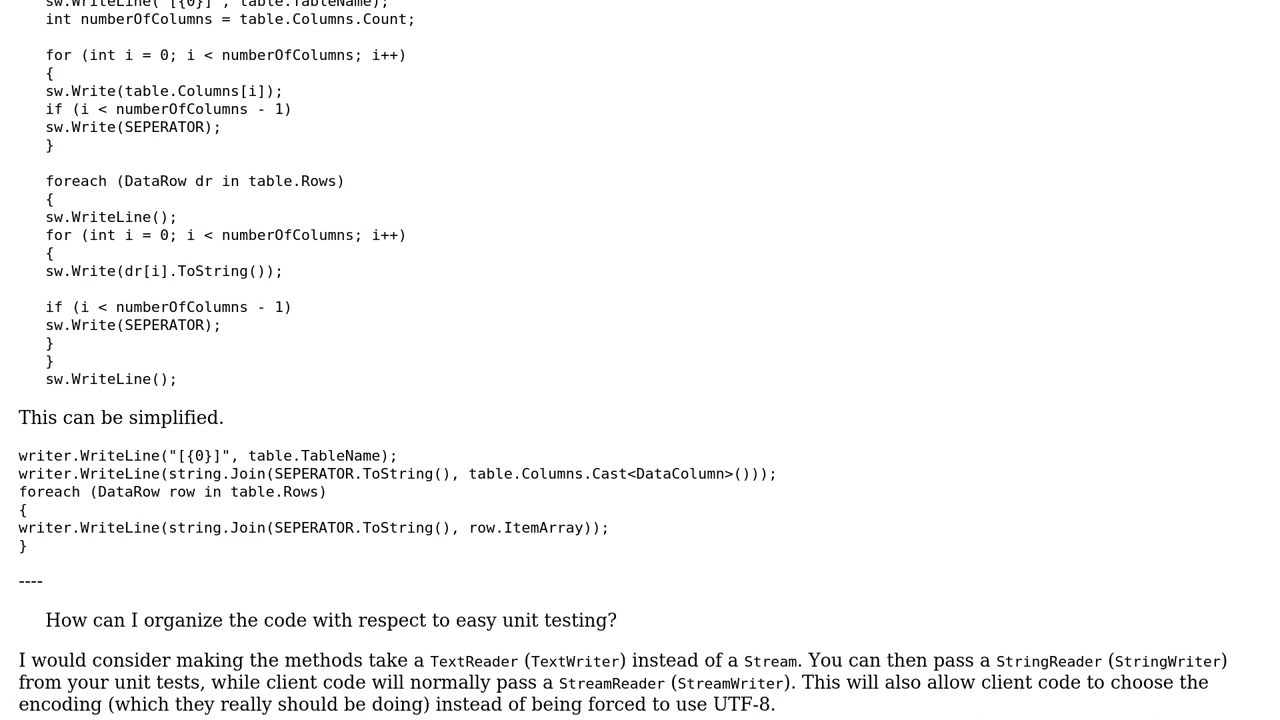 sw.WriteLine("[{0}]", table.TableName);
int numberOfColumns = table.Columns.Count;
for (int i = 0; i < numberOfColumns; i++)
{
sw.Write(table.Columns[i]);
if (i < numberOfColumns - 1)
sw.Write(SEPERATOR);
}
foreach (DataRow dr in table.Rows)
{
sw.WriteLine();
for (int i = 0; i < numberOfColumns; i++)
{
sw.Write(dr[i].ToString());
if (i < numberOfColumns - 1)
sw.Write(SEPERATOR);
}
}
sw.WriteLine();
This can be simplified.
writer.WriteLine("[{0}]", table.TableName);
writer.WriteLine(string.Join(SEPERATOR.ToString(), table.Columns.Cast<DataColumn>()));
foreach (DataRow row in table.Rows)
{
writer.WriteLine(string.Join(SEPERATOR.ToString(), row.ItemArray));
}
----
How can I organize the code with respect to easy unit testing?
I would consider making the methods take a TextReader (TextWriter) instead of a Stream. You can then pass a StringReader (StringWriter)
from your unit tests, while client code will normally pass a StreamReader (StreamWriter). This will also allow client code to choose the
encoding (which they really should be doing) instead of being forced to use UTF-8.